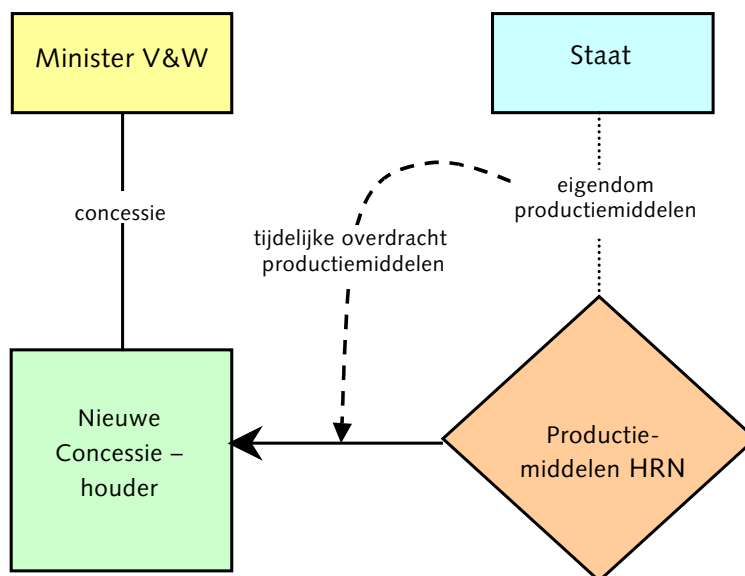 Minister V&W
Staat
concessie
eigendom
productiemiddelen
tijdelijke overdracht
productiemiddelen
Nieuwe
Concessie –
houder
Productie-
middelen HRN